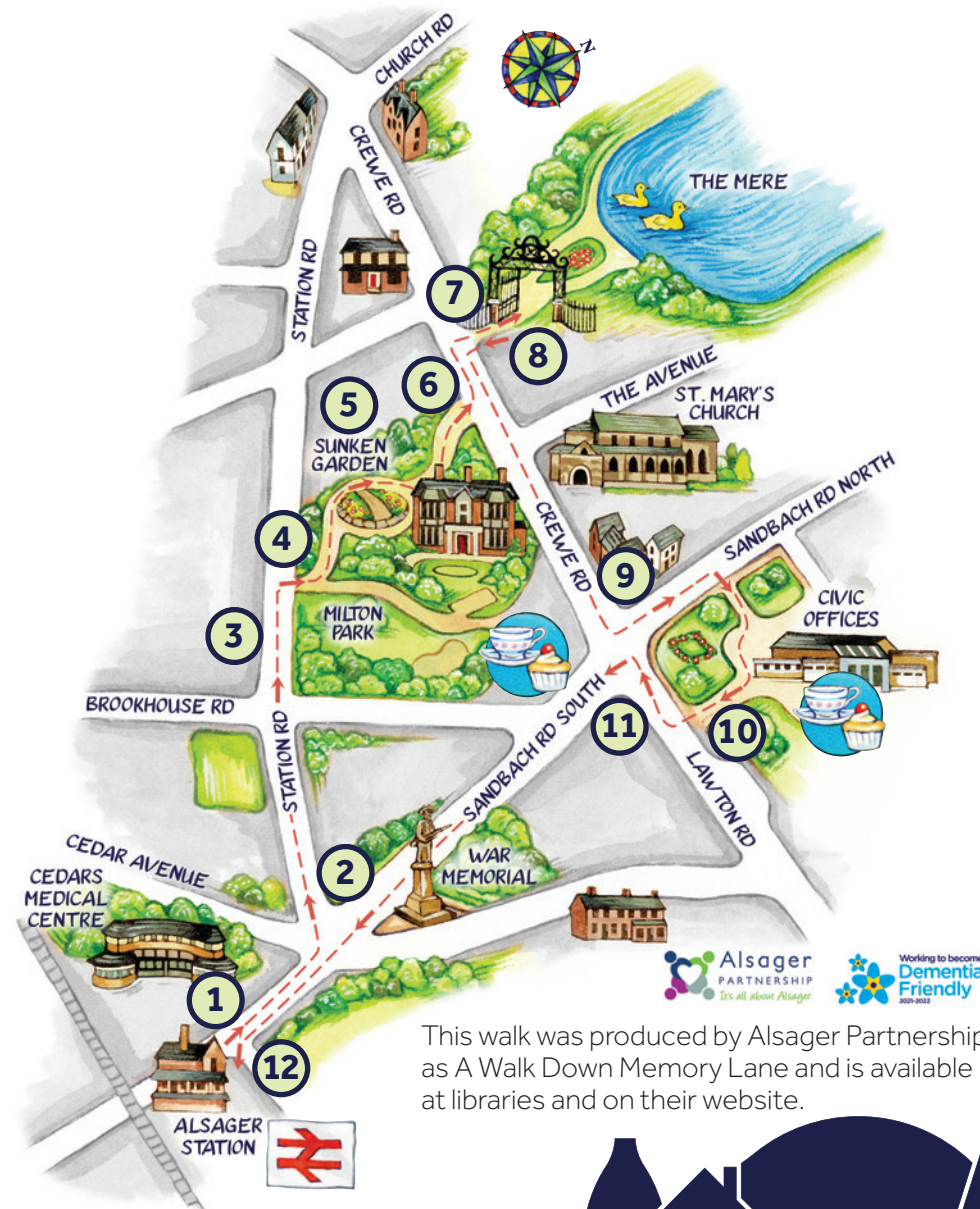 CHURCH RD
N
CREWE RD
THE MERE
STATION RD
7
8
6
THE AVENUE
5
ST. MARY'S
CHURCH
SUNKEN
GARDEN
SANDBACH RD NORTH
4
CREWE RD
9
CIVIC
OFFICES
3
MILTON
PARK
BROOKHOUSE RD
SANDBACH RD SOUTH
11
10
STATION RD
LAWTON RD
CEDAR AVENUE
2
WAR
MEMORIAL
CEDARS
MEDICAL
CENTRE
1
12
ALSAGER
STATION
Alsager
PARTNERSHIP
It's all about Alsager
Working to become
Dementia
Friendly
2021-2022
This walk was produced by Alsager Partnership
as A Walk Down Memory Lane and is available
at libraries and on their website.